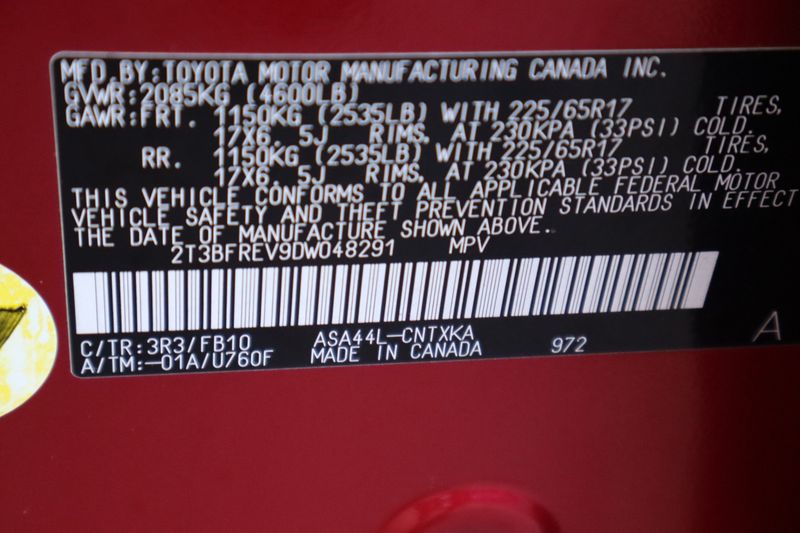 MFD. BY: TOYOTA MOTOR MANUFACTURING CANADA INC.
GVWR: 2085KG (4600LB)
GAWR: FRT. 1150KG (2535LB) WITH 225/65R17 TIRES,
17X6.5J RIMS, AT 230KPA (33PSI) COLD.
RR. 1150KG (2535LB) WITH 225/65R17 TIRES,
17X6.5J RIMS, AT 230KPA (33PSI) COLD.
THIS VEHICLE CONFORMS TO ALL APPLICABLE FEDERAL MOTOR
VEHICLE SAFETY AND THEFT PREVENTION STANDARDS IN EFFECT
THE DATE OF MANUFACTURE SHOWN ABOVE.
2T3BFREV9DW048291 MPV
C/TR: 3R3/FB10 ASA44L-CNTXKA 972 A
A/TM: -01A/U760F MADE IN CANADA